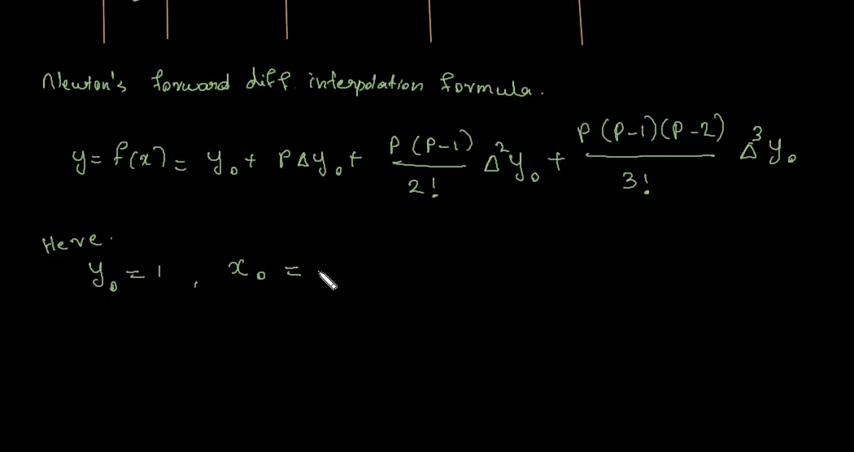 Newton's forward diff. interpolation formula.
y = f(x) = y₀ + PΔy₀ + P(P-1)/2! Δ²y₀ + P(P-1)(P-2)/3! Δ³y₀
Here.
y₀ = 1 , x₀ =